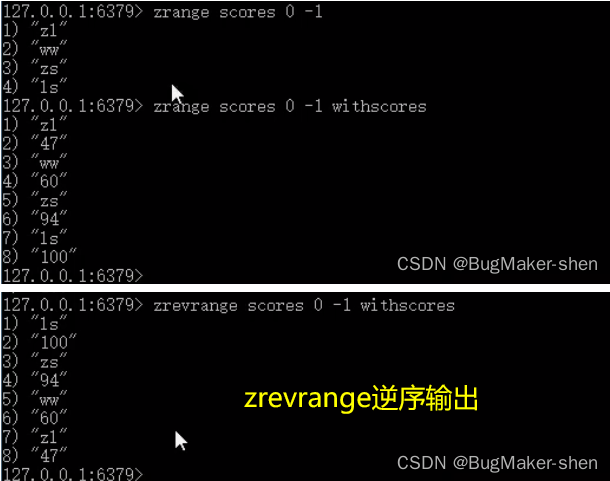 127.0.0.1:6379> zrange scores 0 -1
1) "zl"
2) "ww"
3) "zs"
4) "ls"
127.0.0.1:6379> zrange scores 0 -1 withscores
1) "zl"
2) "47"
3) "ww"
4) "60"
5) "zs"
6) "94"
7) "ls"
8) "100"
127.0.0.1:6379>
CSDN @BugMaker-shen
127.0.0.1:6379> zrevrange scores 0 -1 withscores
1) "ls"
2) "100"
3) "zs"
4) "94"
5) "ww"
6) "60"
7) "zl"
8) "47"
127.0.0.1:6379>
zrevrange逆序输出
CSDN @BugMaker-shen